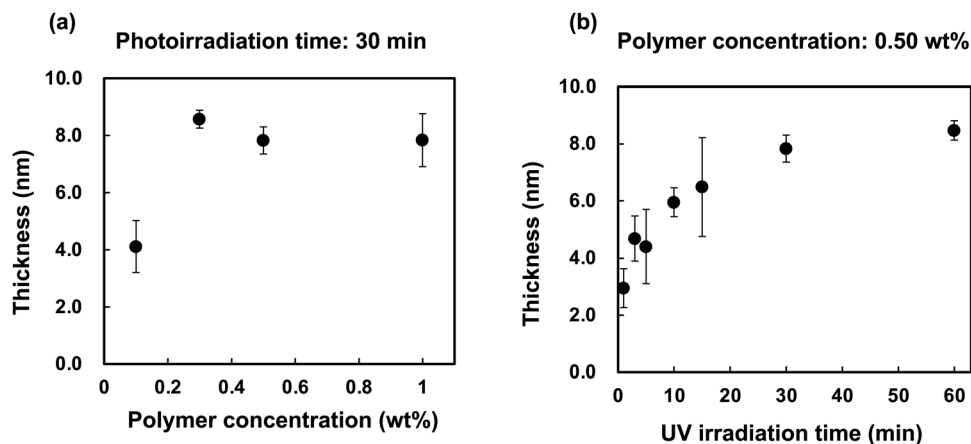 (a)
Photoirradiation time: 30 min
10.0
8.0
6.0
4.0
2.0
0.0
Thickness (nm)
0 0.2 0.4 0.6 0.8 1
Polymer concentration (wt%)
(b)
Polymer concentration: 0.50 wt%
10.0
8.0
6.0
4.0
2.0
0.0
Thickness (nm)
0 10 20 30 40 50 60
UV irradiation time (min)